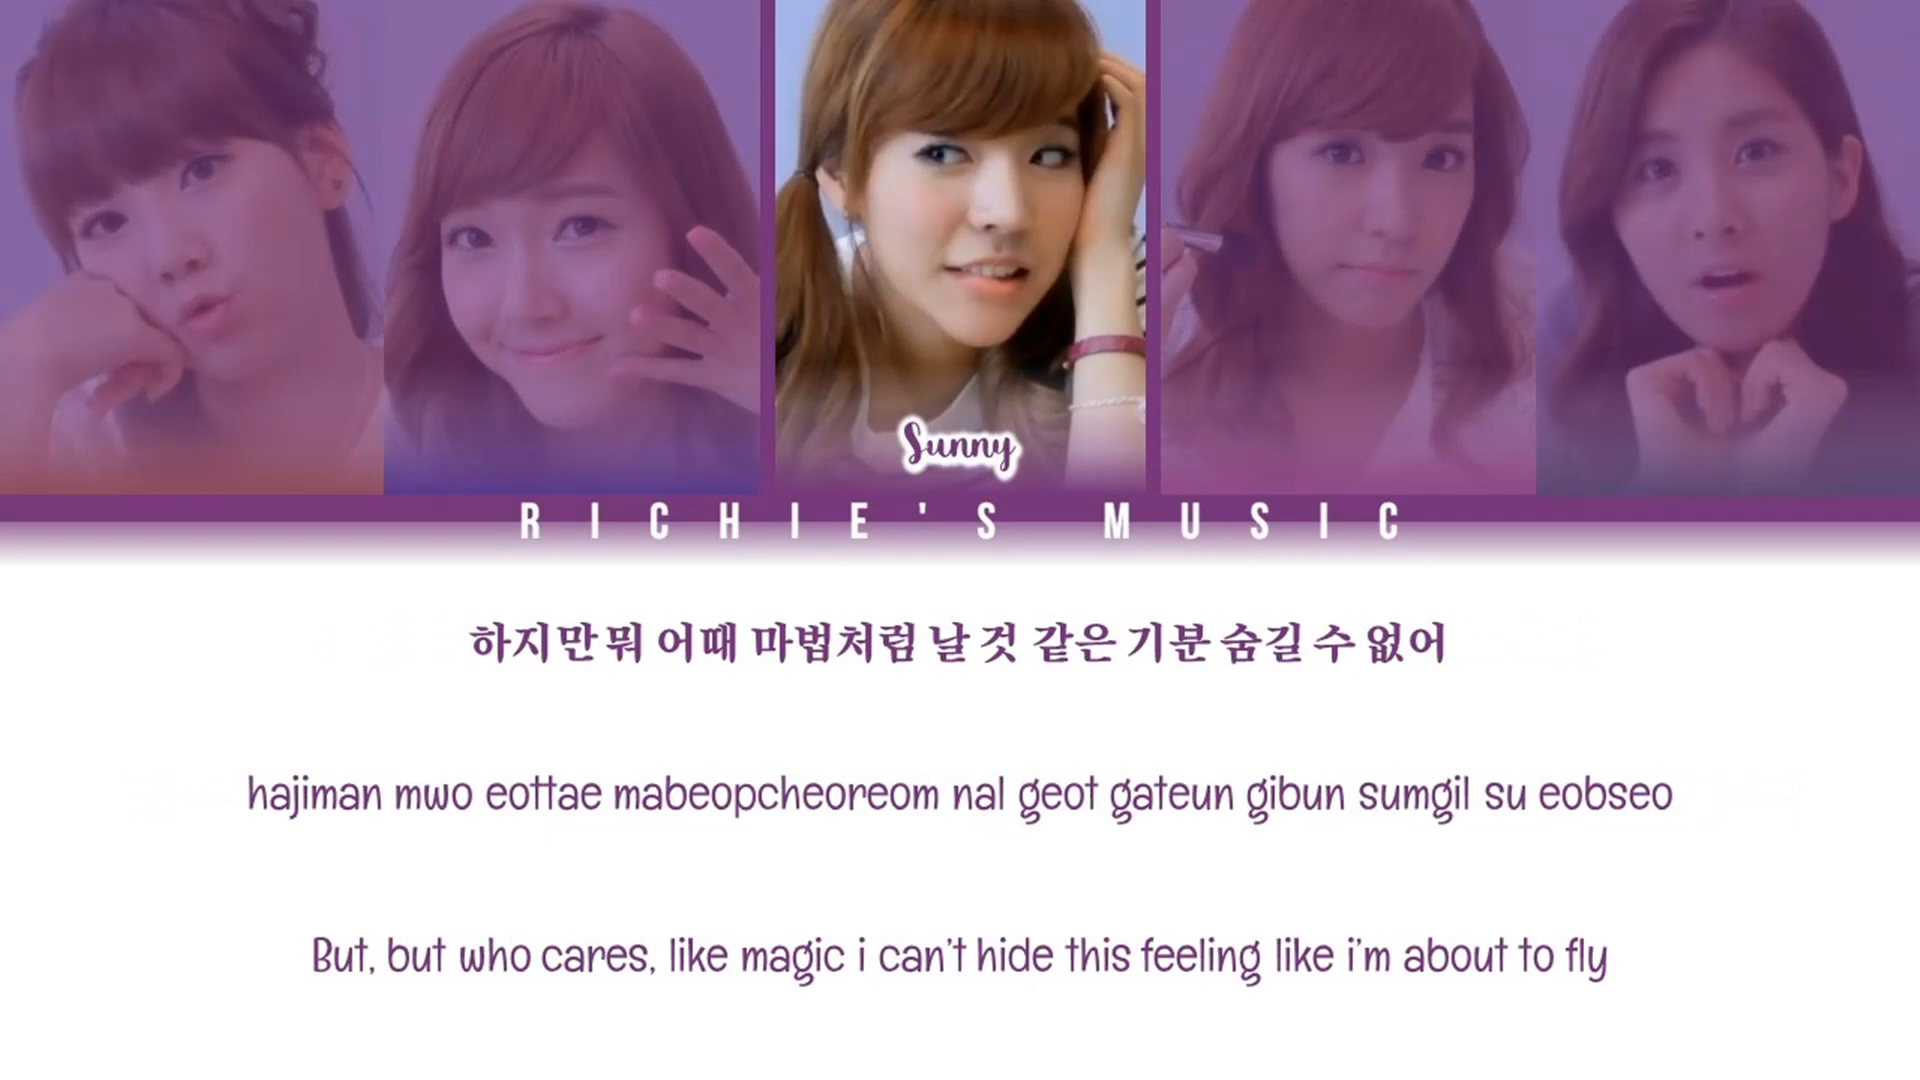 Sunny
RICHIE'S MUSIC
하지만 뭐 어때 마법처럼 날 것 같은 기분 숨길 수 없어
hajiman mwo eottae mabeopcheoreom nal geot gateun gibun sumgil su eobseo
But, but who cares, like magic i can't hide this feeling like i'm about to fly